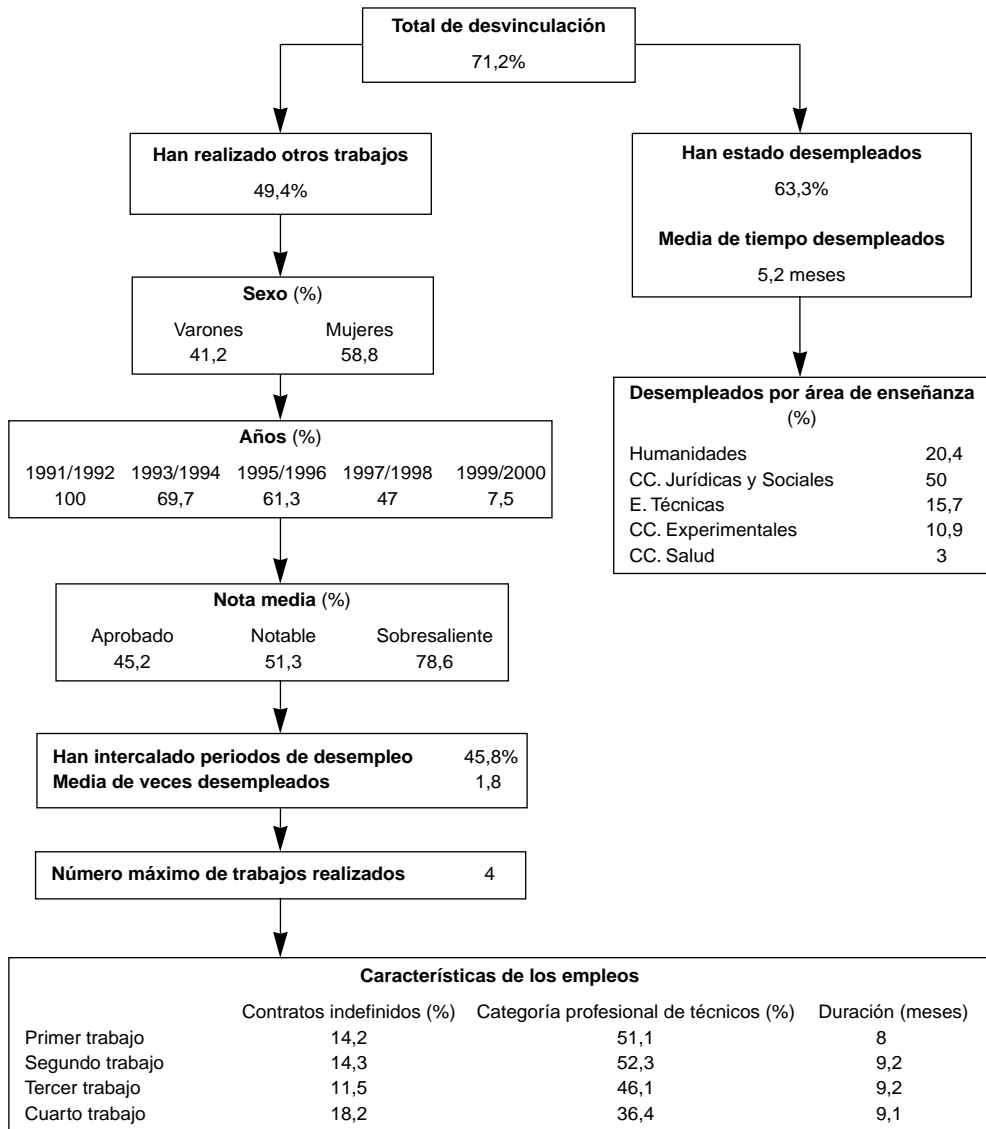 Total de desvinculación
71,2%
Han realizado otros trabajos
49,4%
Sexo (%)
Varones Mujeres
41,2 58,8
Años (%)
1991/1992 1993/1994 1995/1996 1997/1998 1999/2000
100 69,7 61,3 47 7,5
Nota media (%)
Aprobado Notable Sobresaliente
45,2 51,3 78,6
Han intercalado periodos de desempleo 45,8%
Media de veces desempleados 1,8
Número máximo de trabajos realizados 4
Han estado desempleados
63,3%
Media de tiempo desempleados
5,2 meses
Desempleados por área de enseñanza
(%)
Humanidades 20,4
CC. Jurídicas y Sociales 50
E. Técnicas 15,7
CC. Experimentales 10,9
CC. Salud 3
Características de los empleos
Contratos indefinidos (%) Categoría profesional de técnicos (%) Duración (meses)
Primer trabajo 14,2 51,1 8
Segundo trabajo 14,3 52,3 9,2
Tercer trabajo 11,5 46,1 9,2
Cuarto trabajo 18,2 36,4 9,1